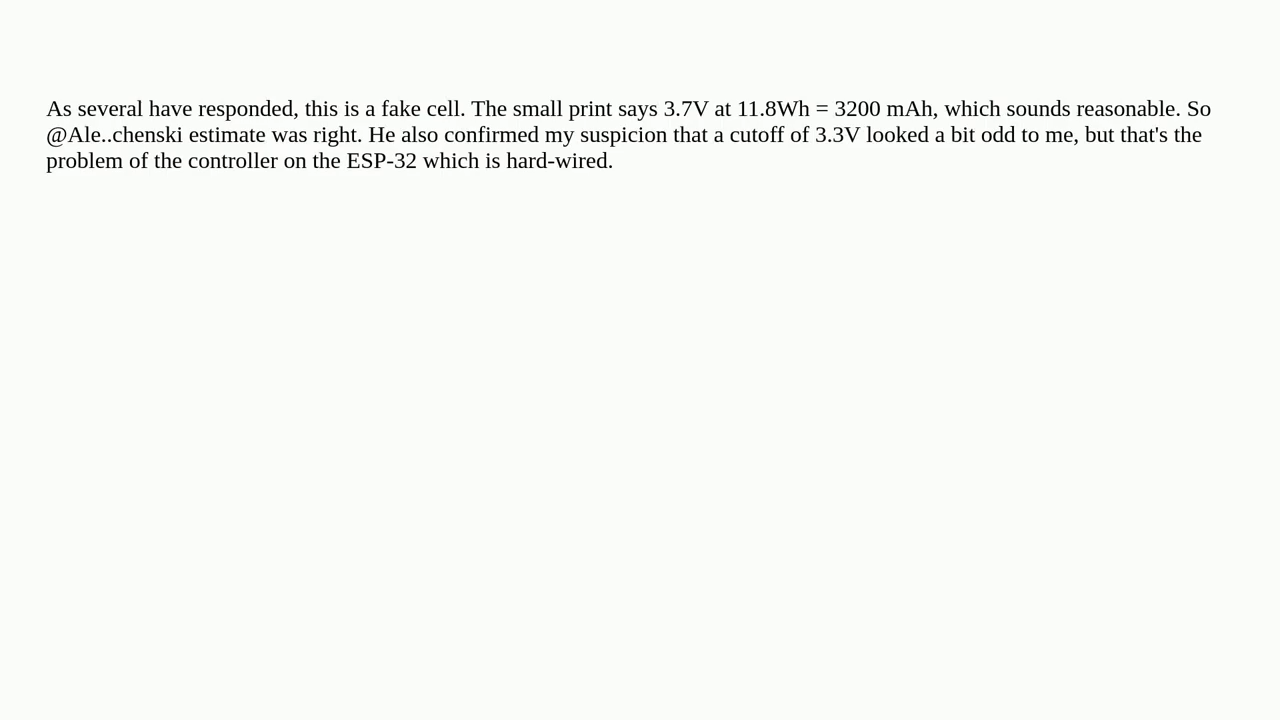 As several have responded, this is a fake cell. The small print says 3.7V at 11.8Wh = 3200 mAh, which sounds reasonable. So
@Ale..chenski estimate was right. He also confirmed my suspicion that a cutoff of 3.3V looked a bit odd to me, but that's the
problem of the controller on the ESP-32 which is hard-wired.